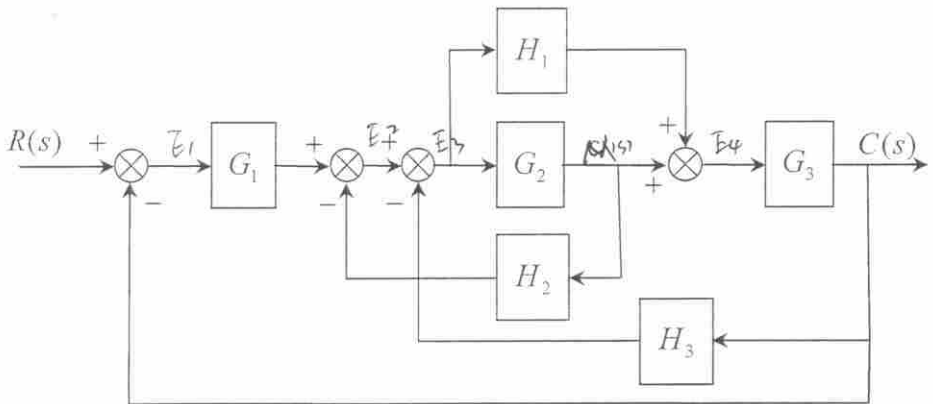 H₁
R(s) + E₁ G₁ + E₂ E₃ G₂ + + E₄ G₃ C(s)
− − −
H₂
H₃